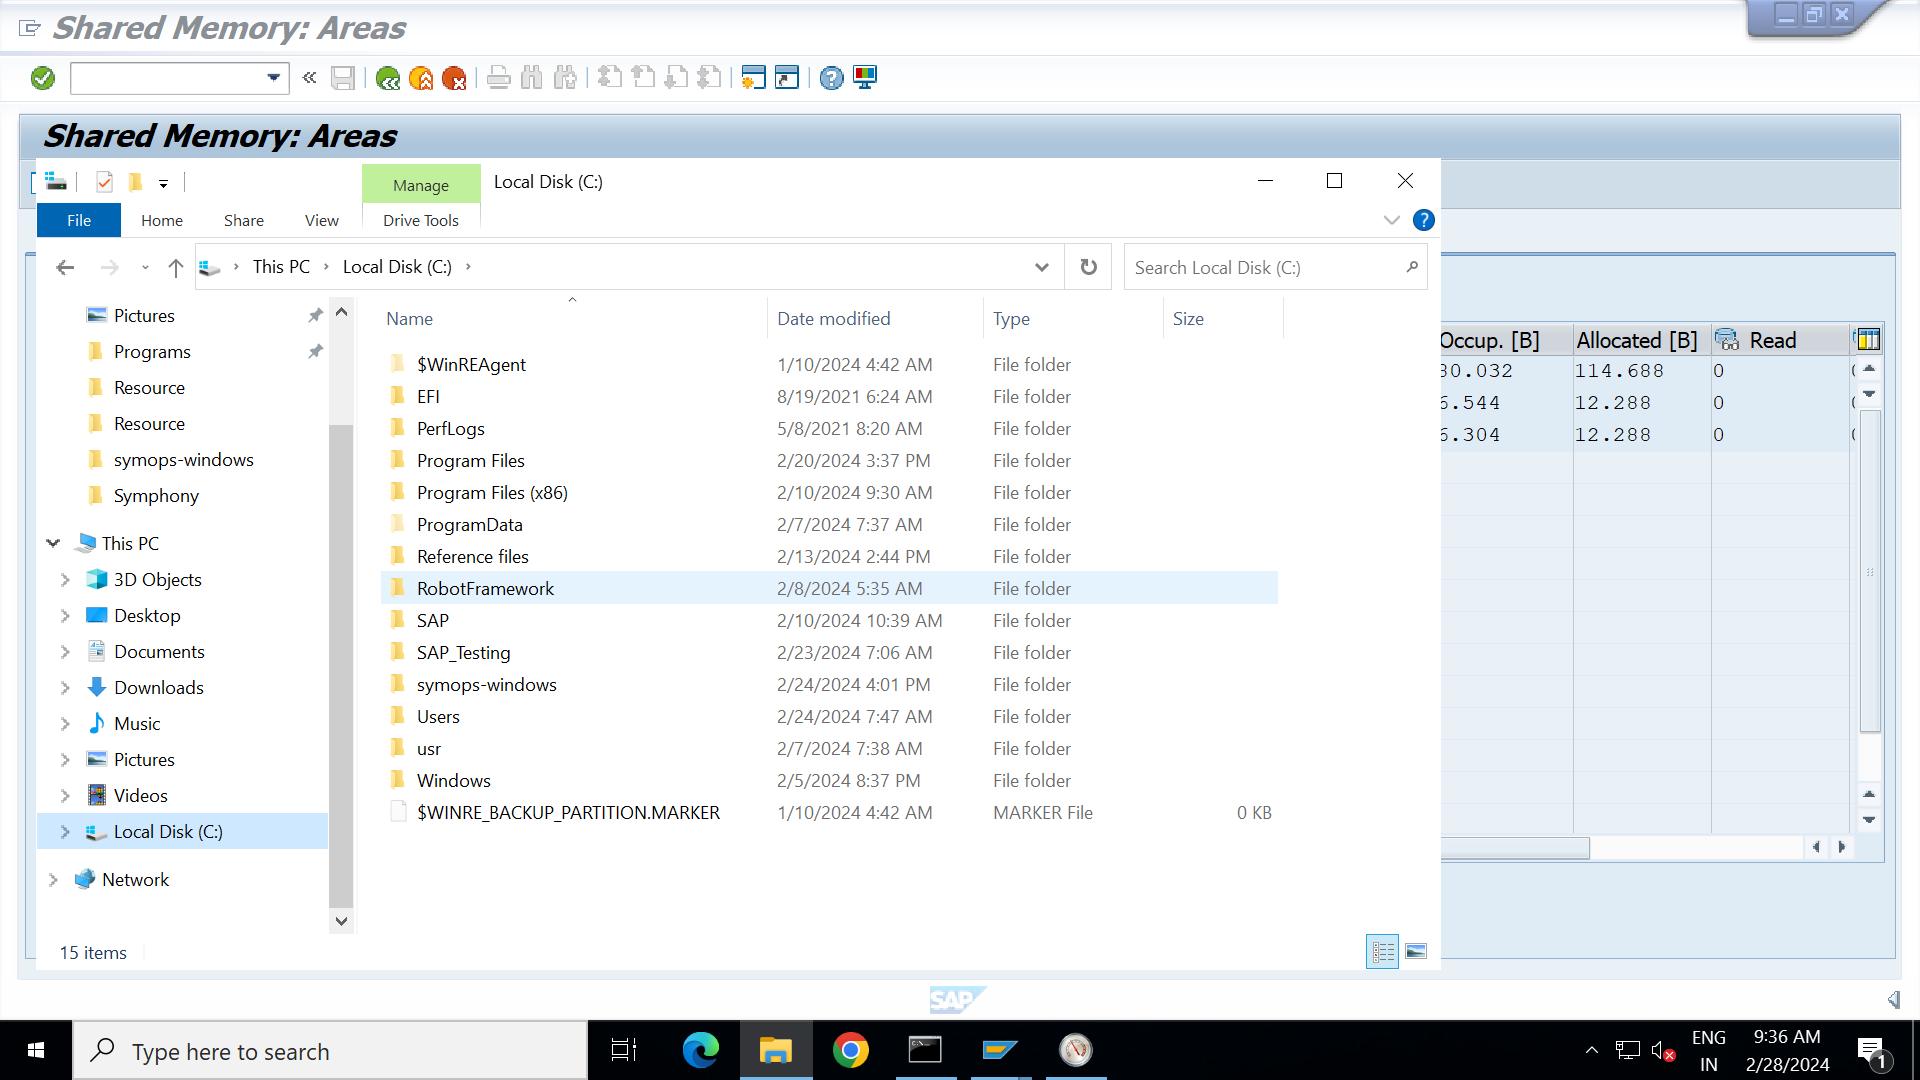 Shared Memory: Areas
Shared Memory: Areas
Manage
Local Disk (C:)
File
Home
Share
View
Drive Tools
This PC
Local Disk (C:)
Search Local Disk (C:)
Pictures
Programs
Resource
Resource
symops-windows
Symphony
This PC
3D Objects
Desktop
Documents
Downloads
Music
Pictures
Videos
Local Disk (C:)
Network
Name Date modified Type Size
$WinREAgent 1/10/2024 4:42 AM File folder
EFI 8/19/2021 6:24 AM File folder
PerfLogs 5/8/2021 8:20 AM File folder
Program Files 2/20/2024 3:37 PM File folder
Program Files (x86) 2/10/2024 9:30 AM File folder
ProgramData 2/7/2024 7:37 AM File folder
Reference files 2/13/2024 2:44 PM File folder
RobotFramework 2/8/2024 5:35 AM File folder
SAP 2/10/2024 10:39 AM File folder
SAP_Testing 2/23/2024 7:06 AM File folder
symops-windows 2/24/2024 4:01 PM File folder
Users 2/24/2024 7:47 AM File folder
usr 2/7/2024 7:38 AM File folder
Windows 2/5/2024 8:37 PM File folder
$WINRE_BACKUP_PARTITION.MARKER 1/10/2024 4:42 AM MARKER File 0 KB
15 items
Occup. [B] Allocated [B] Read
30.032 114.688 0
6.544 12.288 0
6.304 12.288 0
SAP
Type here to search
ENG
IN
9:36 AM
2/28/2024
1